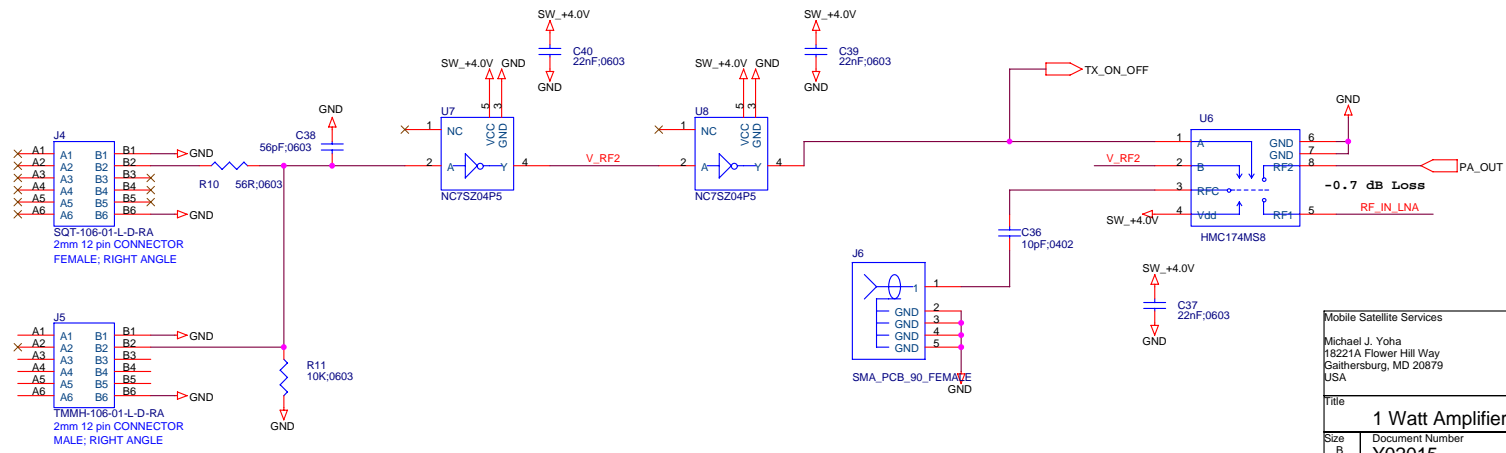 SW_+4.0V
C40
22nF;0603
GND
SW_+4.0V
C39
22nF;0603
GND
TX_ON_OFF
SW_+4.0V GND
5
3
U7
1
NC
VCC
GND
2
A
Y
4
NC7SZ04P5
V_RF2
SW_+4.0V GND
5
3
U8
1
NC
VCC
GND
2
A
Y
4
NC7SZ04P5
GND
C38
56pF;0603
J4
A1 A1 B1 B1 GND
A2 A2 B2 B2
A3 A3 B3 B3
A4 A4 B4 B4
A5 A5 B5 B5
A6 A6 B6 B6 GND
SQT-106-01-L-D-RA
2mm 12 pin CONNECTOR
FEMALE; RIGHT ANGLE
R10 56R;0603
GND
U6
1 A GND 6
GND 7
V_RF2 2 B RF2 8 PA_OUT
-0.7 dB Loss
3 RFC
SW_+4.0V 4 Vdd RF1 5 RF_IN_LNA
HMC174MS8
C36
10pF;0402
J6
1 1
GND 2
GND 3
GND 4
GND 5
SMA_PCB_90_FEMALE
GND
SW_+4.0V
C37
22nF;0603
GND
J5
A1 A1 B1 B1 GND
A2 A2 B2 B2
A3 A3 B3 B3
A4 A4 B4 B4
A5 A5 B5 B5
A6 A6 B6 B6 GND
TMMH-106-01-L-D-RA
2mm 12 pin CONNECTOR
MALE; RIGHT ANGLE
R11
10K;0603
GND
Mobile Satellite Services
Michael J. Yoha
18221A Flower Hill Way
Gaithersburg, MD 20879
USA
Title
1 Watt Amplifier
Size
B
Document Number
Y02015